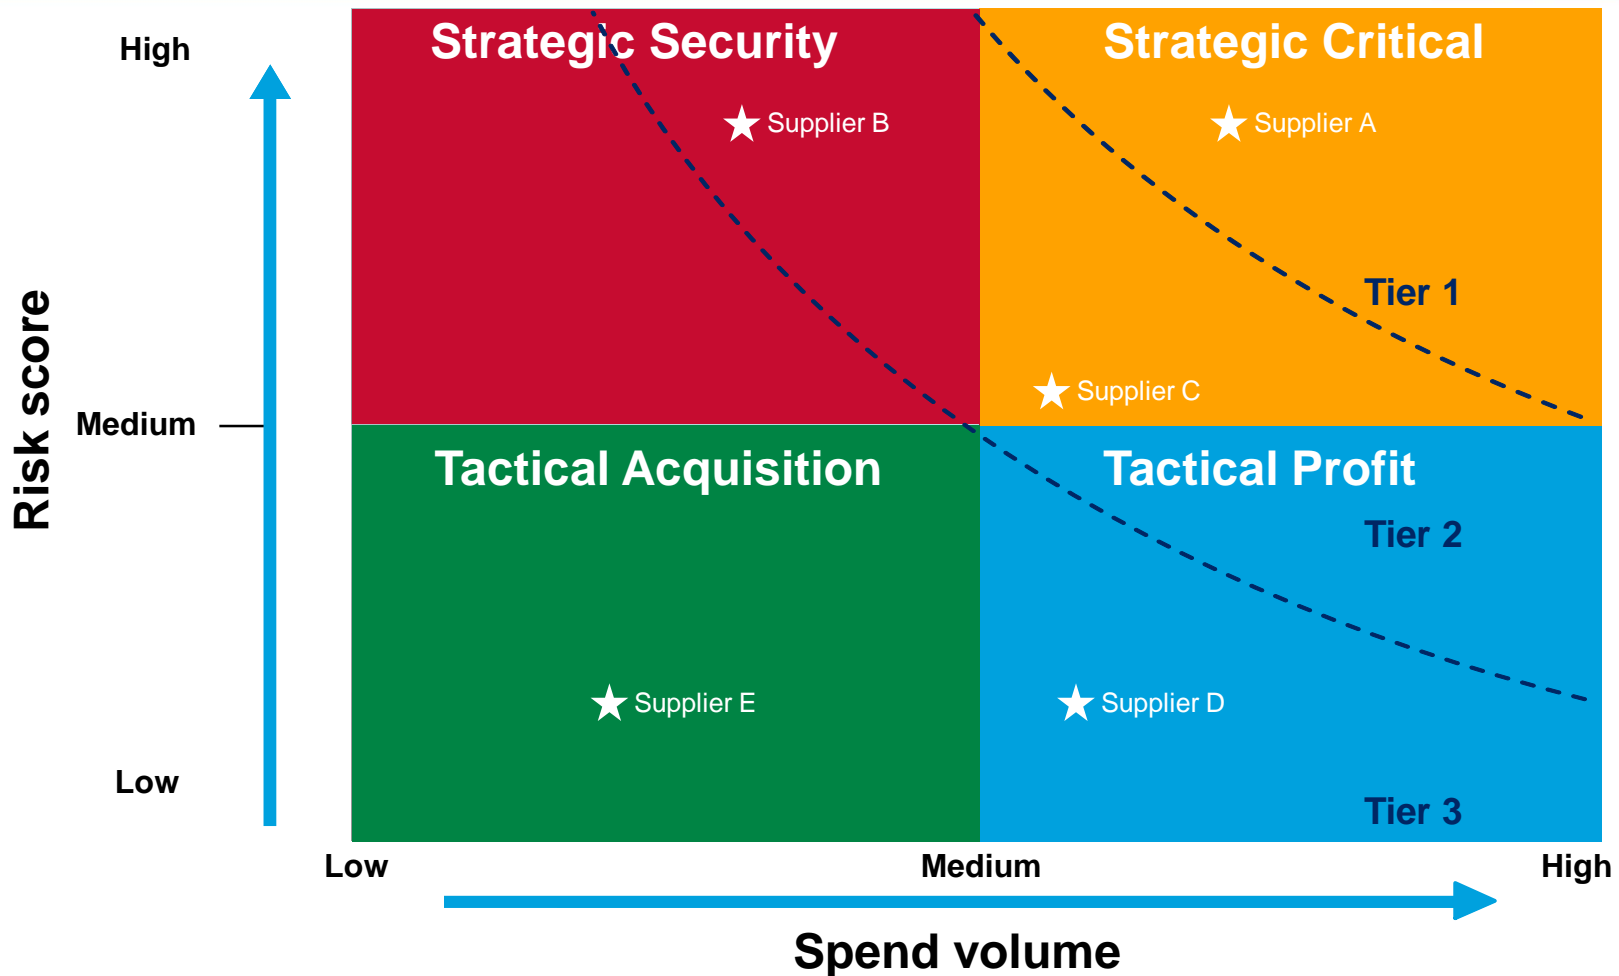 High
Strategic Security
Strategic Critical
Supplier B
Supplier A
Tier 1
Risk score
Supplier C
Medium
Tactical Acquisition
Tactical Profit
Tier 2
Supplier E
Supplier D
Low
Tier 3
Low
Medium
High
Spend volume